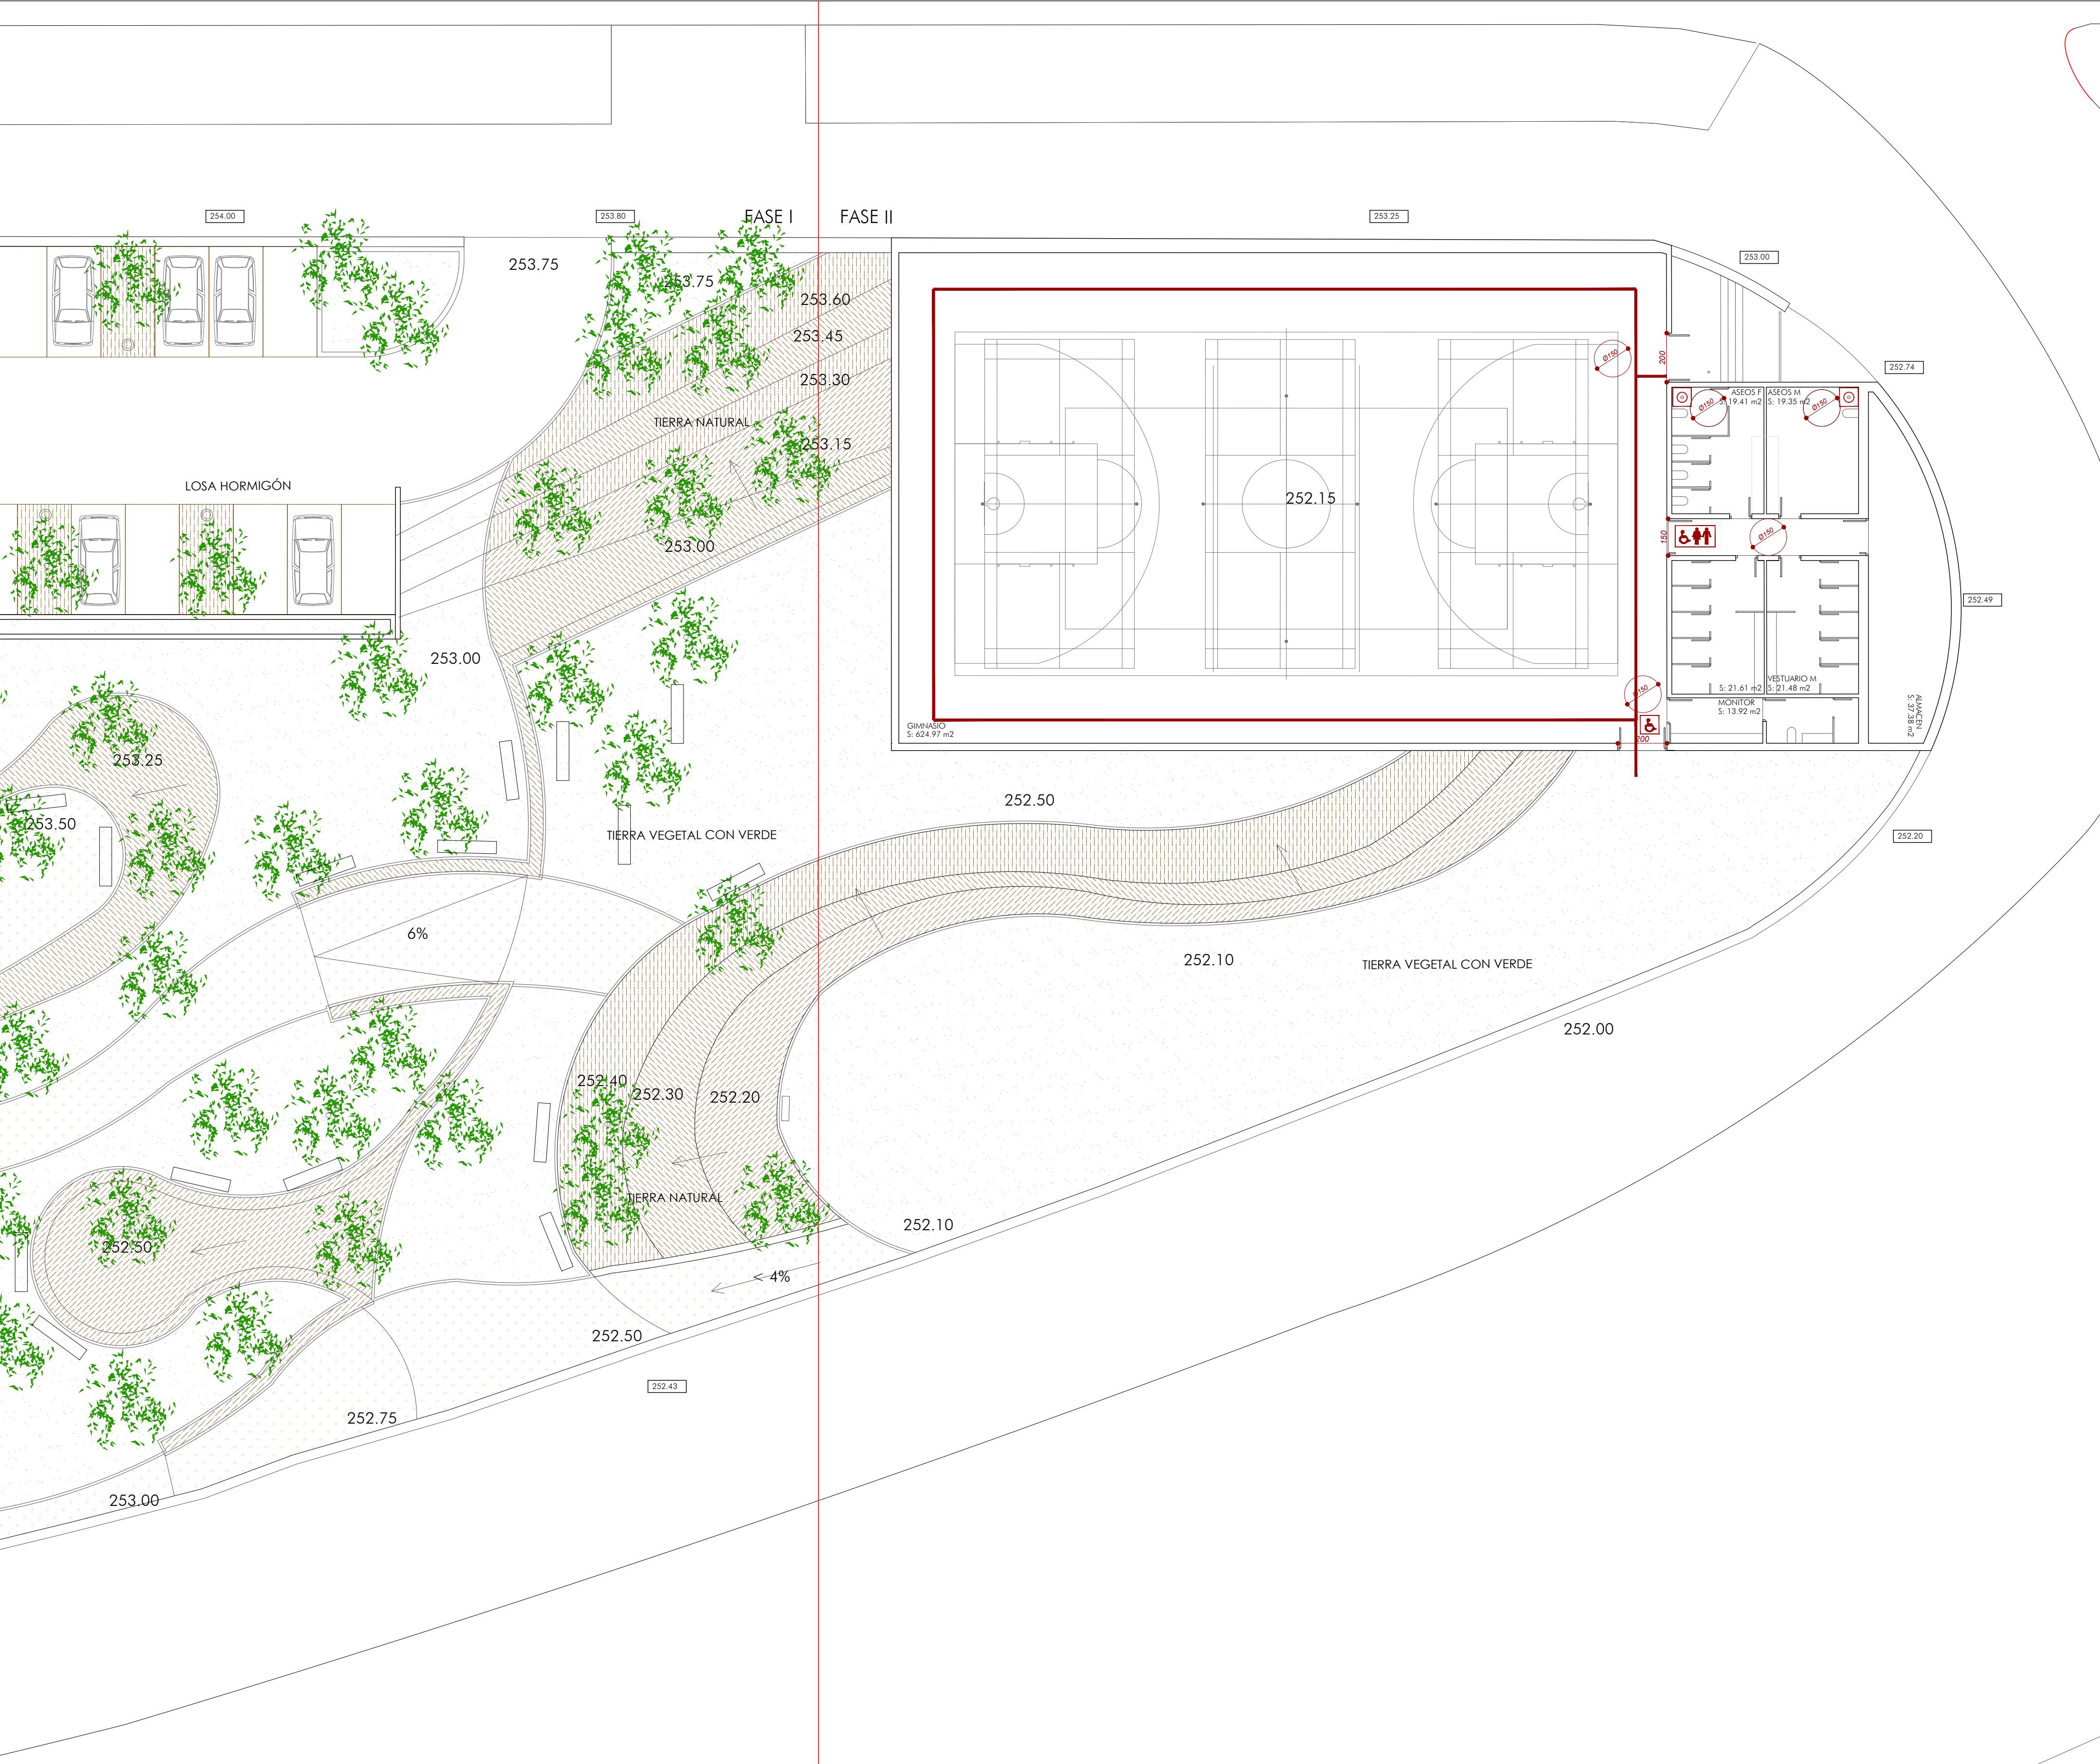 254.00
253.80
FASE I
FASE II
253.25
253.00
253.75
253.75
253.60
253.45
253.30
TIERRA NATURAL
253.15
253.00
LOSA HORMIGÓN
253.00
Ø150
200
252.74
ASEOS F
S: 19.41 m2
ASEOS M
S: 19.35 m2
Ø150
Ø150
252.15
150
Ø150
252.49
Ø150
VESTUARIO M
S: 21.61 m2
S: 21.48 m2
MONITOR
S: 13.92 m2
ALMACEN
S: 37.38 m2
GIMNASIO
S: 624.97 m2
200
253.25
253.50
252.50
TIERRA VEGETAL CON VERDE
252.20
6%
252.10
TIERRA VEGETAL CON VERDE
252.00
252.40
252.30
252.20
TIERRA NATURAL
252.10
252.50
< 4%
252.50
252.43
252.75
253.00